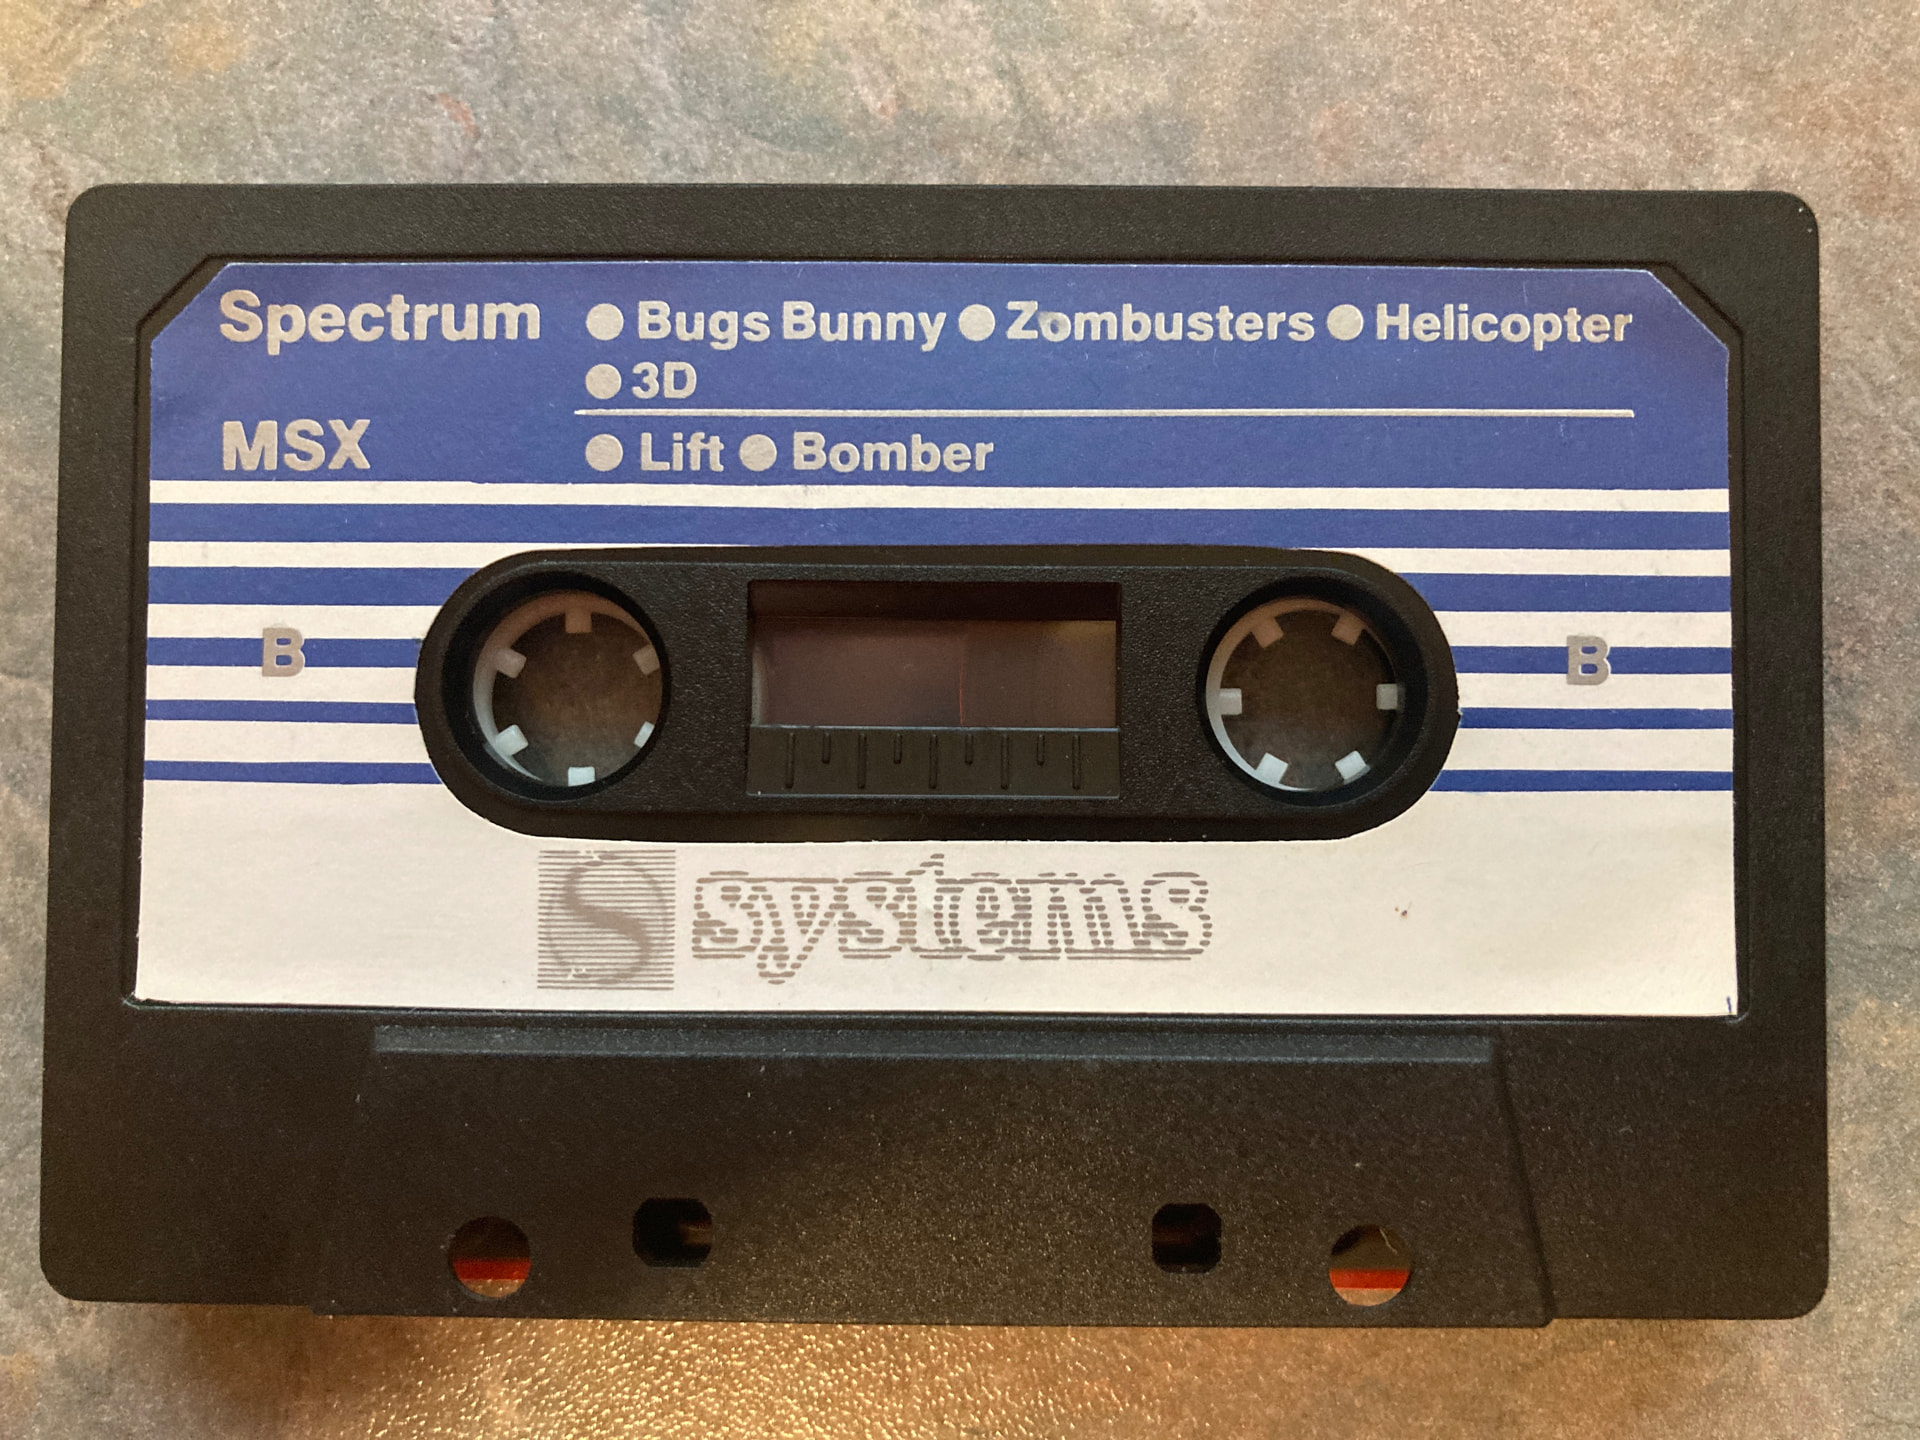 Spectrum ● Bugs Bunny ● Zombusters ● Helicopter
● 3D
MSX ● Lift ● Bomber
B B
S systems